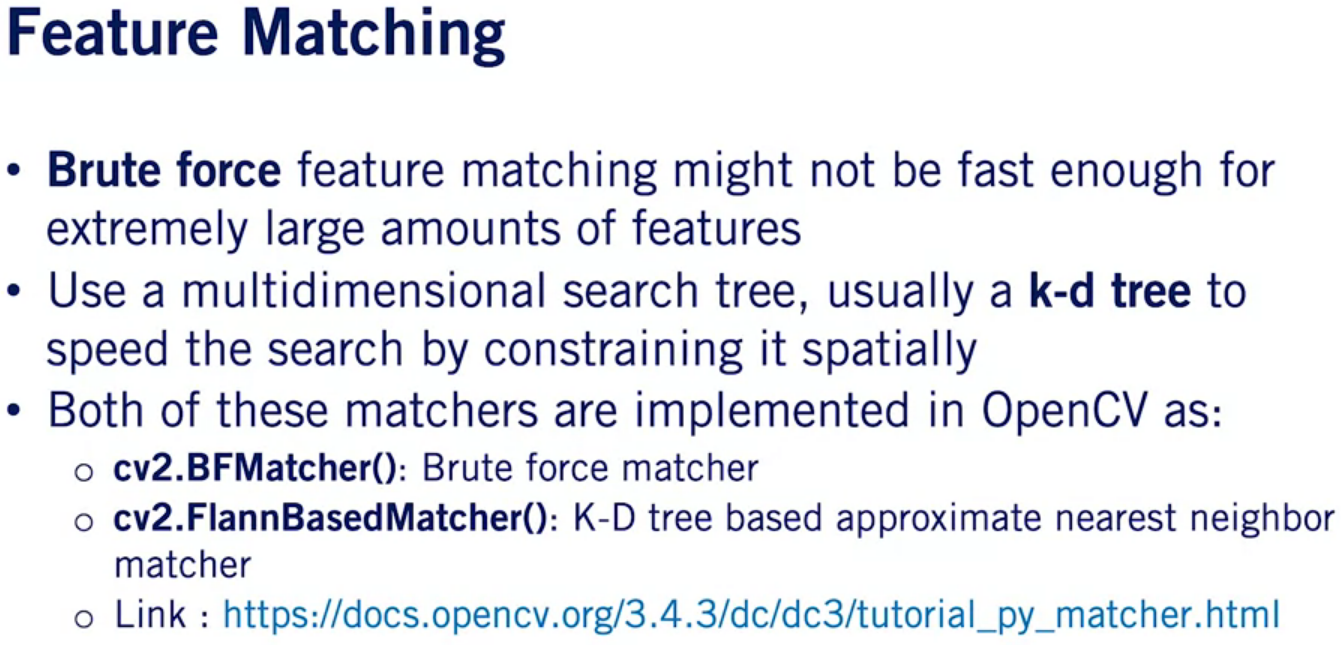 Feature Matching
• Brute force feature matching might not be fast enough for
extremely large amounts of features
• Use a multidimensional search tree, usually a k-d tree to
speed the search by constraining it spatially
• Both of these matchers are implemented in OpenCV as:
o cv2.BFMatcher(): Brute force matcher
o cv2.FlannBasedMatcher(): K-D tree based approximate nearest neighbor
matcher
o Link : https://docs.opencv.org/3.4.3/dc/dc3/tutorial_py_matcher.html